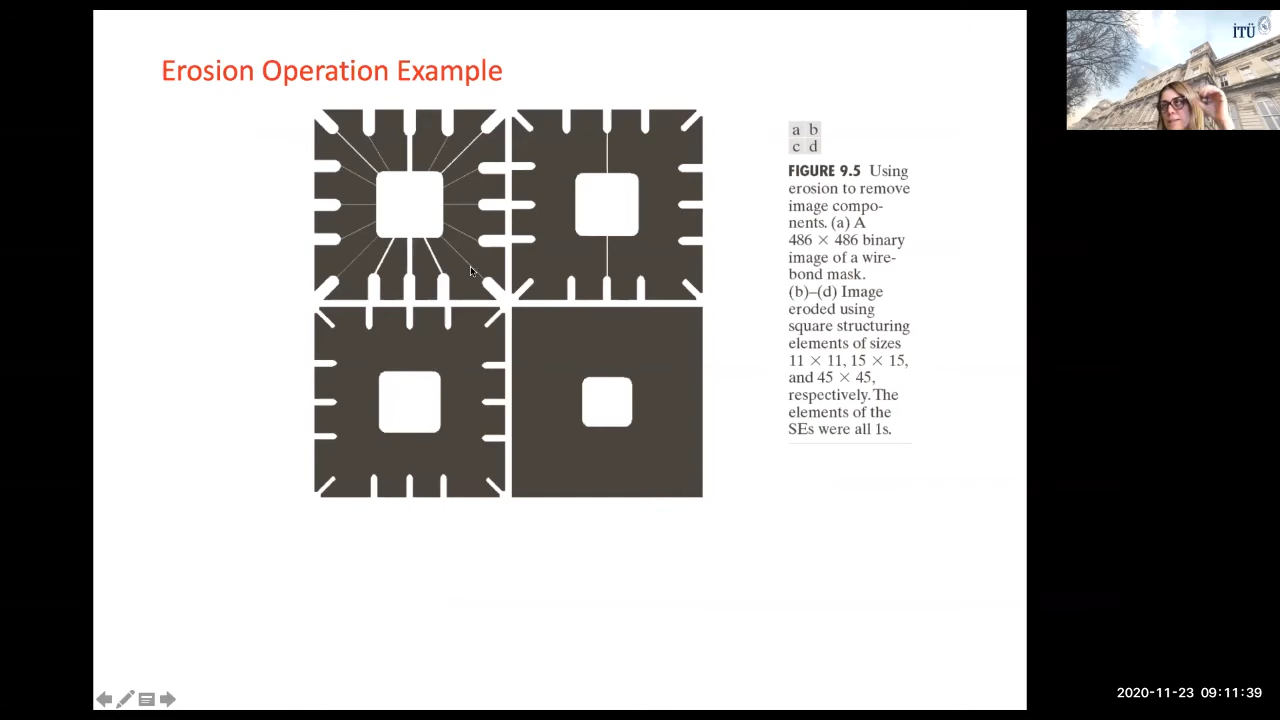 Erosion Operation Example
a b
c d
FIGURE 9.5 Using
erosion to remove
image compo-
nents. (a) A
486 × 486 binary
image of a wire-
bond mask.
(b)–(d) Image
eroded using
square structuring
elements of sizes
11 × 11, 15 × 15,
and 45 × 45,
respectively. The
elements of the
SEs were all 1s.
İTÜ
2020-11-23 09:11:39